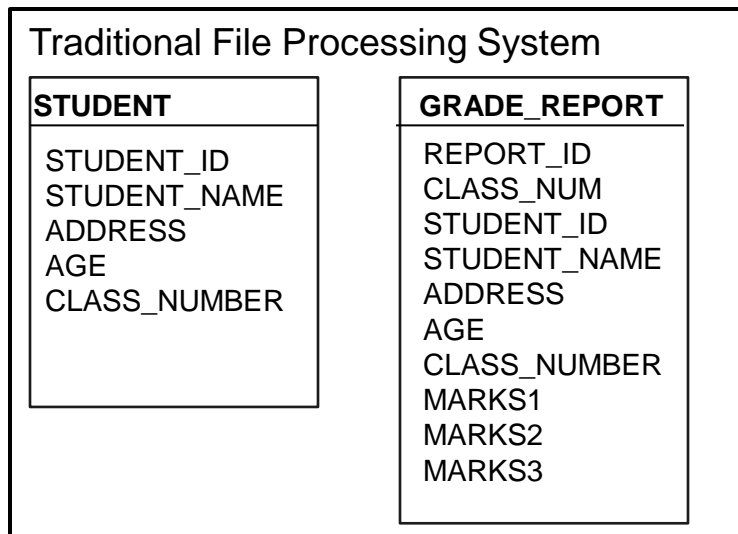 Traditional File Processing System
STUDENT
STUDENT_ID
STUDENT_NAME
ADDRESS
AGE
CLASS_NUMBER
GRADE_REPORT
REPORT_ID
CLASS_NUM
STUDENT_ID
STUDENT_NAME
ADDRESS
AGE
CLASS_NUMBER
MARKS1
MARKS2
MARKS3